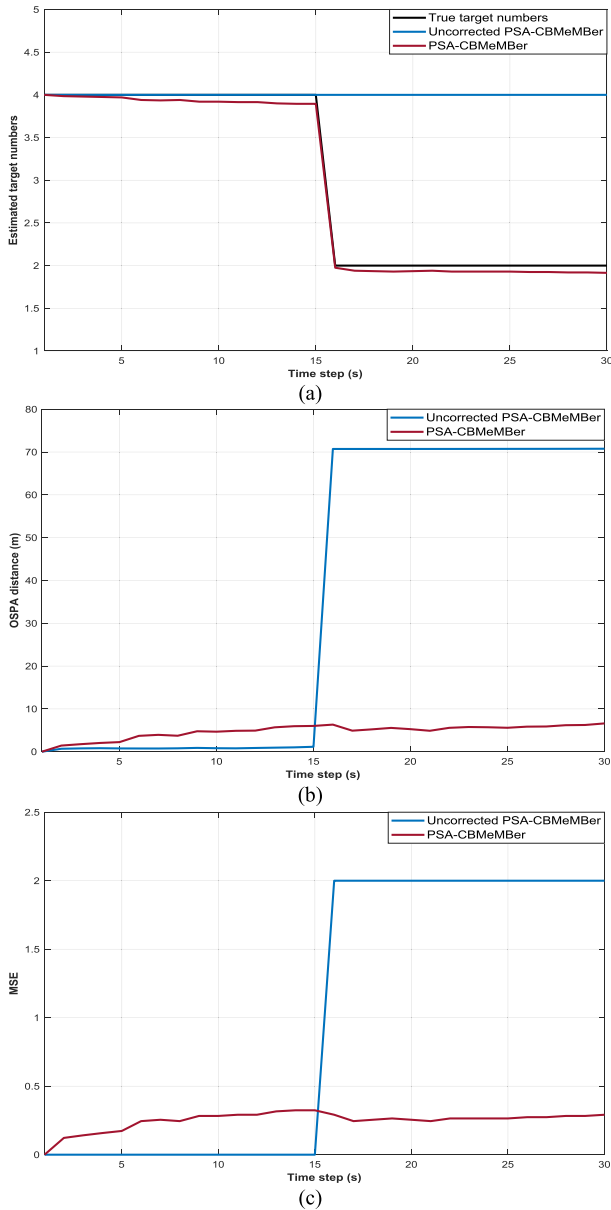 5
4.5
4
3.5
3
2.5
2
1.5
1
Estimated target numbers
True target numbers
Uncorrected PSA-CBMeMBer
PSA-CBMeMBer
5
10
15
20
25
30
Time step (s)
(a)
80
70
60
50
40
30
20
10
0
OSPA distance (m)
Uncorrected PSA-CBMeMBer
PSA-CBMeMBer
5
10
15
20
25
30
Time step (s)
(b)
2.5
2
1.5
1
0.5
0
MSE
Uncorrected PSA-CBMeMBer
PSA-CBMeMBer
5
10
15
20
25
30
Time step (s)
(c)